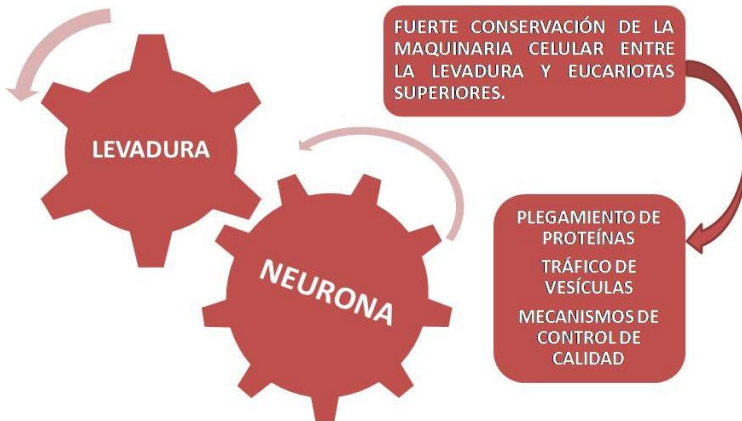 LEVADURA
NEURONA
FUERTE CONSERVACIÓN DE LA
MAQUINARIA CELULAR ENTRE
LA LEVADURA Y EUCARIOTAS
SUPERIORES.
PLEGAMIENTO DE
PROTEÍNAS
TRÁFICO DE
VESÍCULAS
MECANISMOS DE
CONTROL DE
CALIDAD